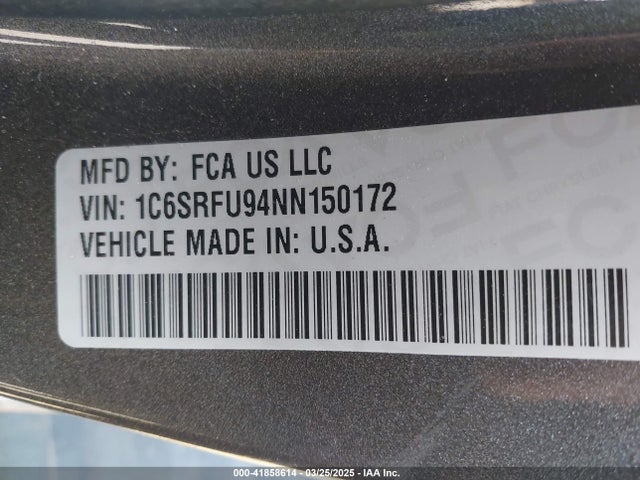 MFD BY: FCA US LLC
VIN: 1C6SRFU94NN150172
VEHICLE MADE IN: U.S.A.
000-41858614 - 03/25/2025 - IAA Inc.